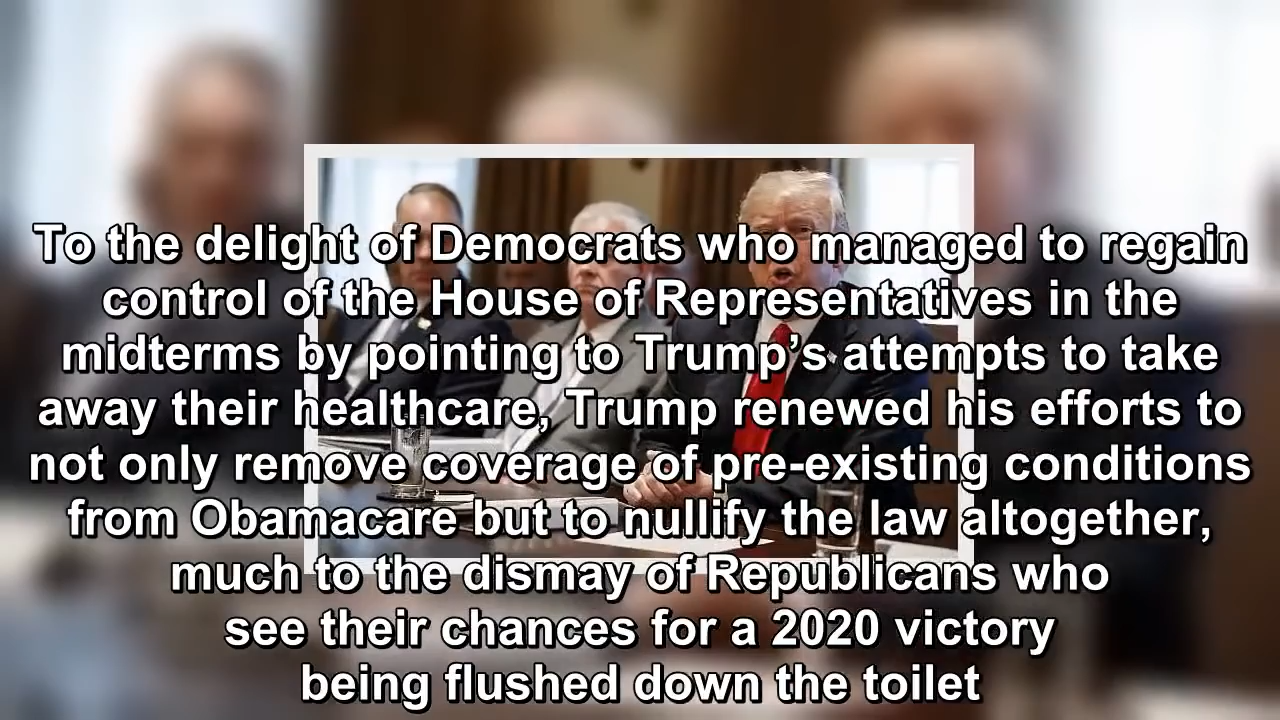 To the delight of Democrats who managed to regain
control of the House of Representatives in the
midterms by pointing to Trump’s attempts to take
away their healthcare, Trump renewed his efforts to
not only remove coverage of pre-existing conditions
from Obamacare but to nullify the law altogether,
much to the dismay of Republicans who
see their chances for a 2020 victory
being flushed down the toilet